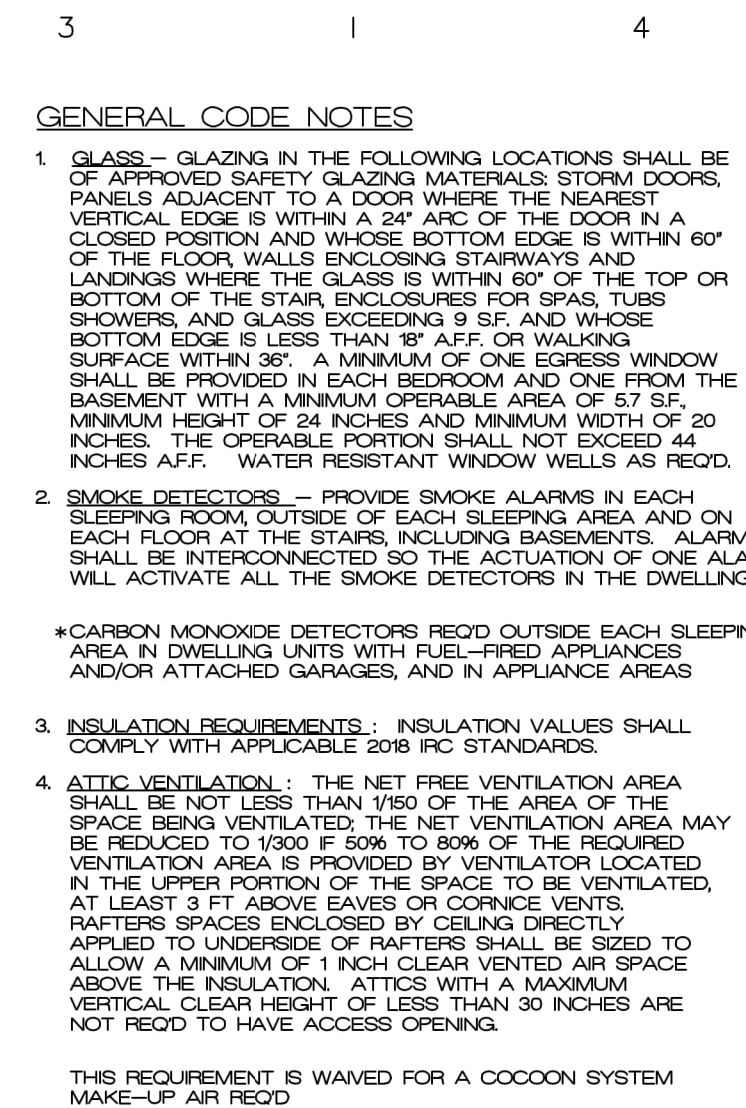 3 | 4
GENERAL CODE NOTES
1. GLASS — GLAZING IN THE FOLLOWING LOCATIONS SHALL BE
OF APPROVED SAFETY GLAZING MATERIALS: STORM DOORS,
PANELS ADJACENT TO A DOOR WHERE THE NEAREST
VERTICAL EDGE IS WITHIN A 24" ARC OF THE DOOR IN A
CLOSED POSITION AND WHOSE BOTTOM EDGE IS WITHIN 60"
OF THE FLOOR, WALLS ENCLOSING STAIRWAYS AND
LANDINGS WHERE THE GLASS IS WITHIN 60" OF THE TOP OR
BOTTOM OF THE STAIR, ENCLOSURES FOR SPAS, TUBS
SHOWERS, AND GLASS EXCEEDING 9 S.F. AND WHOSE
BOTTOM EDGE IS LESS THAN 18" A.F.F. OR WALKING
SURFACE WITHIN 36". A MINIMUM OF ONE EGRESS WINDOW
SHALL BE PROVIDED IN EACH BEDROOM AND ONE FROM THE
BASEMENT WITH A MINIMUM OPERABLE AREA OF 5.7 S.F.,
MINIMUM HEIGHT OF 24 INCHES AND MINIMUM WIDTH OF 20
INCHES. THE OPERABLE PORTION SHALL NOT EXCEED 44
INCHES A.F.F. WATER RESISTANT WINDOW WELLS AS REQ'D.
2. SMOKE DETECTORS — PROVIDE SMOKE ALARMS IN EACH
SLEEPING ROOM, OUTSIDE OF EACH SLEEPING AREA AND ON
EACH FLOOR AT THE STAIRS, INCLUDING BASEMENTS. ALARM
SHALL BE INTERCONNECTED SO THE ACTUATION OF ONE ALA
WILL ACTIVATE ALL THE SMOKE DETECTORS IN THE DWELLING
*CARBON MONOXIDE DETECTORS REQ'D OUTSIDE EACH SLEEPIN
AREA IN DWELLING UNITS WITH FUEL—FIRED APPLIANCES
AND/OR ATTACHED GARAGES, AND IN APPLIANCE AREAS
3. INSULATION REQUIREMENTS : INSULATION VALUES SHALL
COMPLY WITH APPLICABLE 2018 IRC STANDARDS.
4. ATTIC VENTILATION : THE NET FREE VENTILATION AREA
SHALL BE NOT LESS THAN 1/150 OF THE AREA OF THE
SPACE BEING VENTILATED; THE NET VENTILATION AREA MAY
BE REDUCED TO 1/300 IF 50% TO 80% OF THE REQUIRED
VENTILATION AREA IS PROVIDED BY VENTILATOR LOCATED
IN THE UPPER PORTION OF THE SPACE TO BE VENTILATED,
AT LEAST 3 FT ABOVE EAVES OR CORNICE VENTS.
RAFTERS SPACES ENCLOSED BY CEILING DIRECTLY
APPLIED TO UNDERSIDE OF RAFTERS SHALL BE SIZED TO
ALLOW A MINIMUM OF 1 INCH CLEAR VENTED AIR SPACE
ABOVE THE INSULATION. ATTICS WITH A MAXIMUM
VERTICAL CLEAR HEIGHT OF LESS THAN 30 INCHES ARE
NOT REQ'D TO HAVE ACCESS OPENING.
THIS REQUIREMENT IS WAIVED FOR A COCOON SYSTEM
MAKE—UP AIR REQ'D